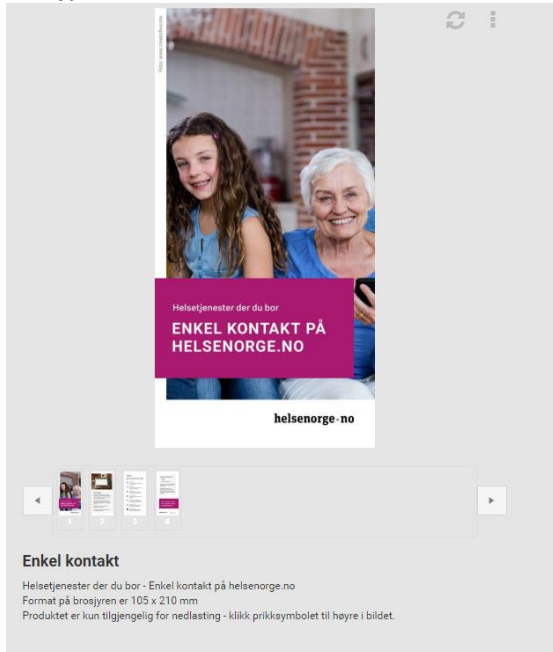 Helsetjenester der du bor
ENKEL KONTAKT PÅ
HELSENORGE.NO
helsenorge·no
1 2 3 4
Enkel kontakt
Helsetjenester der du bor - Enkel kontakt på helsenorge.no
Format på brosjyren er 105 x 210 mm
Produktet er kun tilgjengelig for nedlasting - klikk prikksymbolet til høyre i bildet.